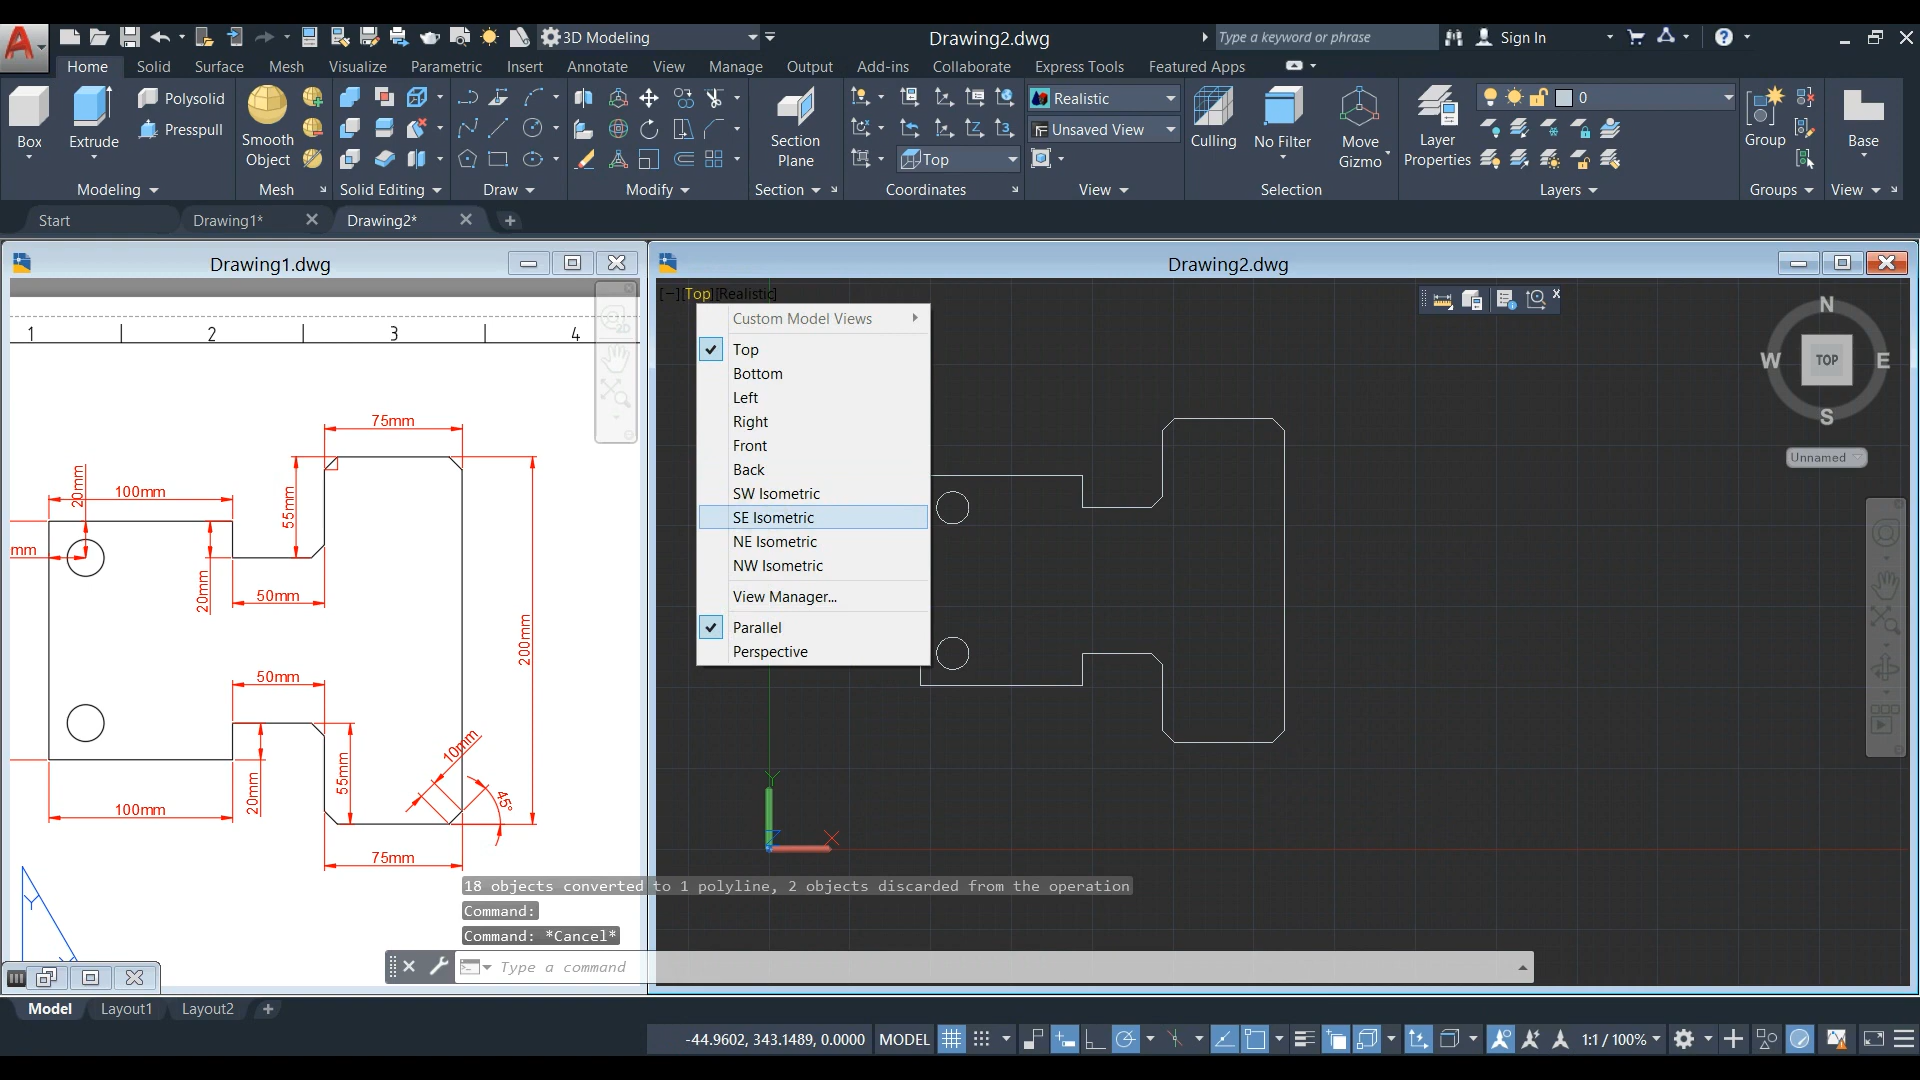 3D Modeling
Drawing2.dwg
Type a keyword or phrase
Sign In
Home
Solid
Surface
Mesh
Visualize
Parametric
Insert
Annotate
View
Manage
Output
Add-ins
Collaborate
Express Tools
Featured Apps
Box
Extrude
Polysolid
Presspull
Smooth
Object
Section
Plane
Top
Realistic
Unsaved View
Culling
No Filter
Move
Gizmo
Layer
Properties
0
Group
Base
Modeling
Mesh
Solid Editing
Draw
Modify
Section
Coordinates
View
Selection
Layers
Groups
View
Start
Drawing1*
Drawing2*
Drawing1.dwg
1
2
3
4
75mm
20mm
100mm
55mm
mm
20mm
50mm
200mm
50mm
10mm
55mm
20mm
45°
100mm
75mm
Y
Drawing2.dwg
[−][Top][Realistic]
Custom Model Views
Top
Bottom
Left
Right
Front
Back
SW Isometric
SE Isometric
NE Isometric
NW Isometric
View Manager...
Parallel
Perspective
N
W
TOP
E
S
Unnamed
Y
Z
X
18 objects converted to 1 polyline, 2 objects discarded from the operation
Command:
Command: *Cancel*
Type a command
Model
Layout1
Layout2
-44.9602, 343.1489, 0.0000
MODEL
1:1 / 100%